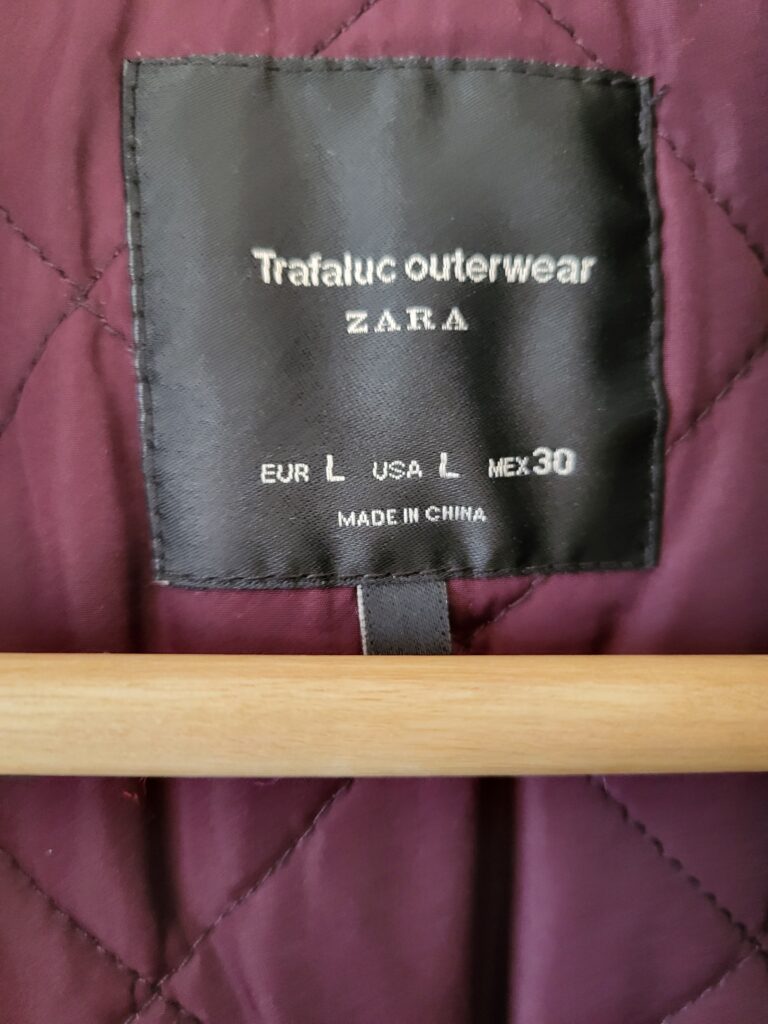 Trafaluc outerwear
ZARA
EUR L USA L MEX 30
MADE IN CHINA